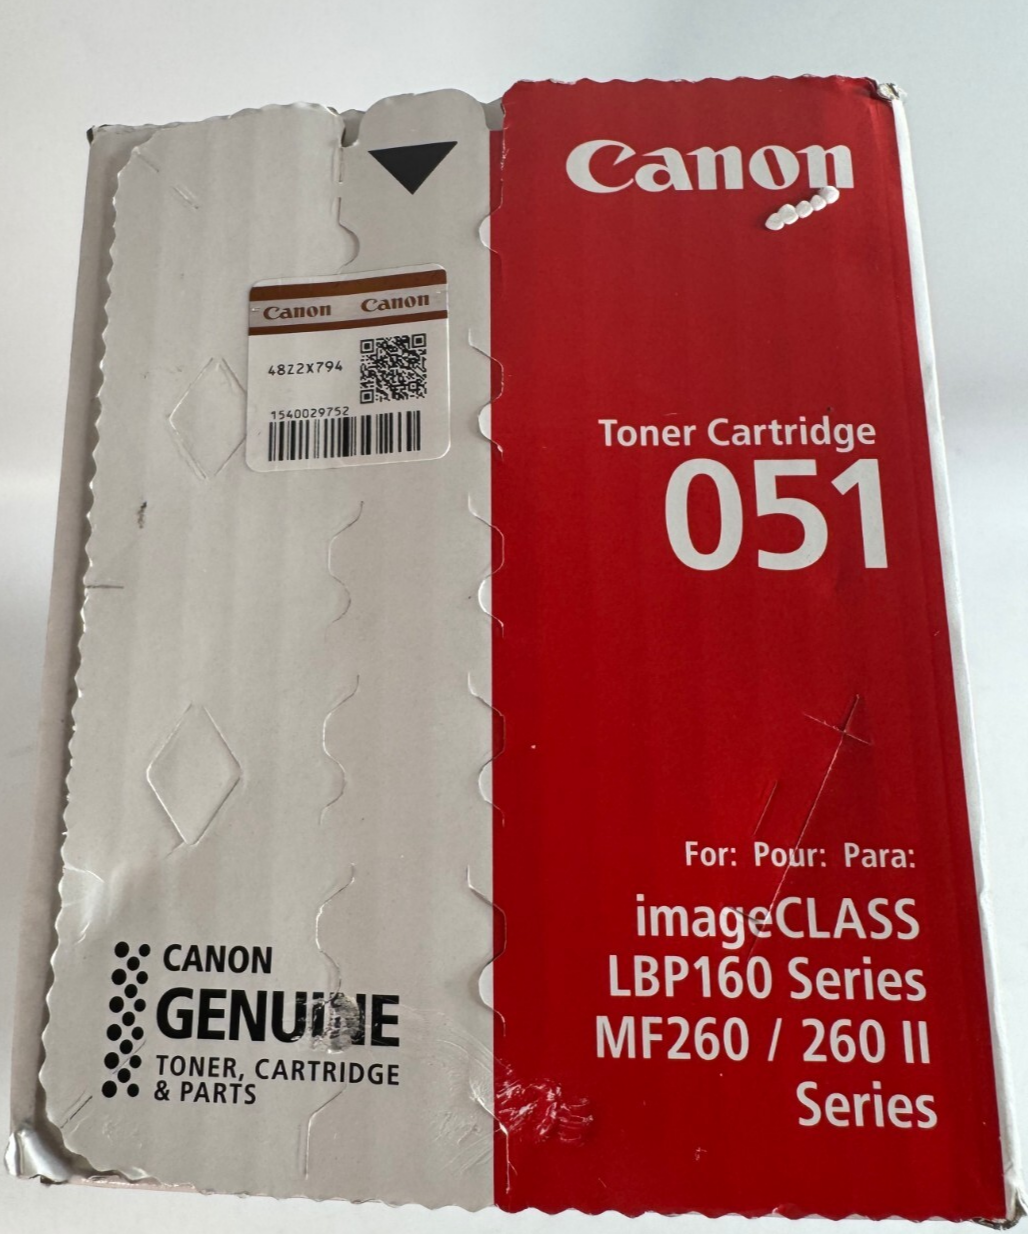 Canon
Canon Canon
48Z2X794
1540029752
Toner Cartridge
051
For: Pour: Para:
imageCLASS
LBP160 Series
MF260 / 260 II
Series
CANON
GENUINE
TONER, CARTRIDGE
& PARTS